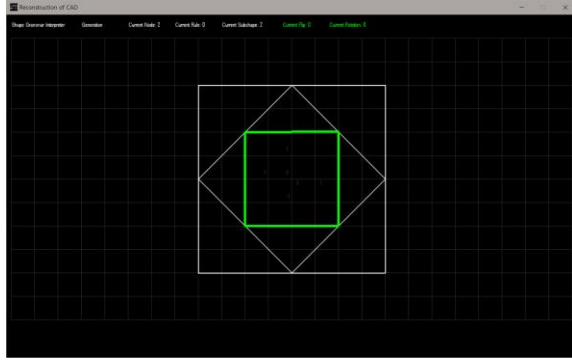 Reconstruction of CAD
Shape Grammar Interpreter Generation Current Node: 2 Current Rule: 0 Current Subshape: 2 Current Flip: 0 Current Rotation: 0